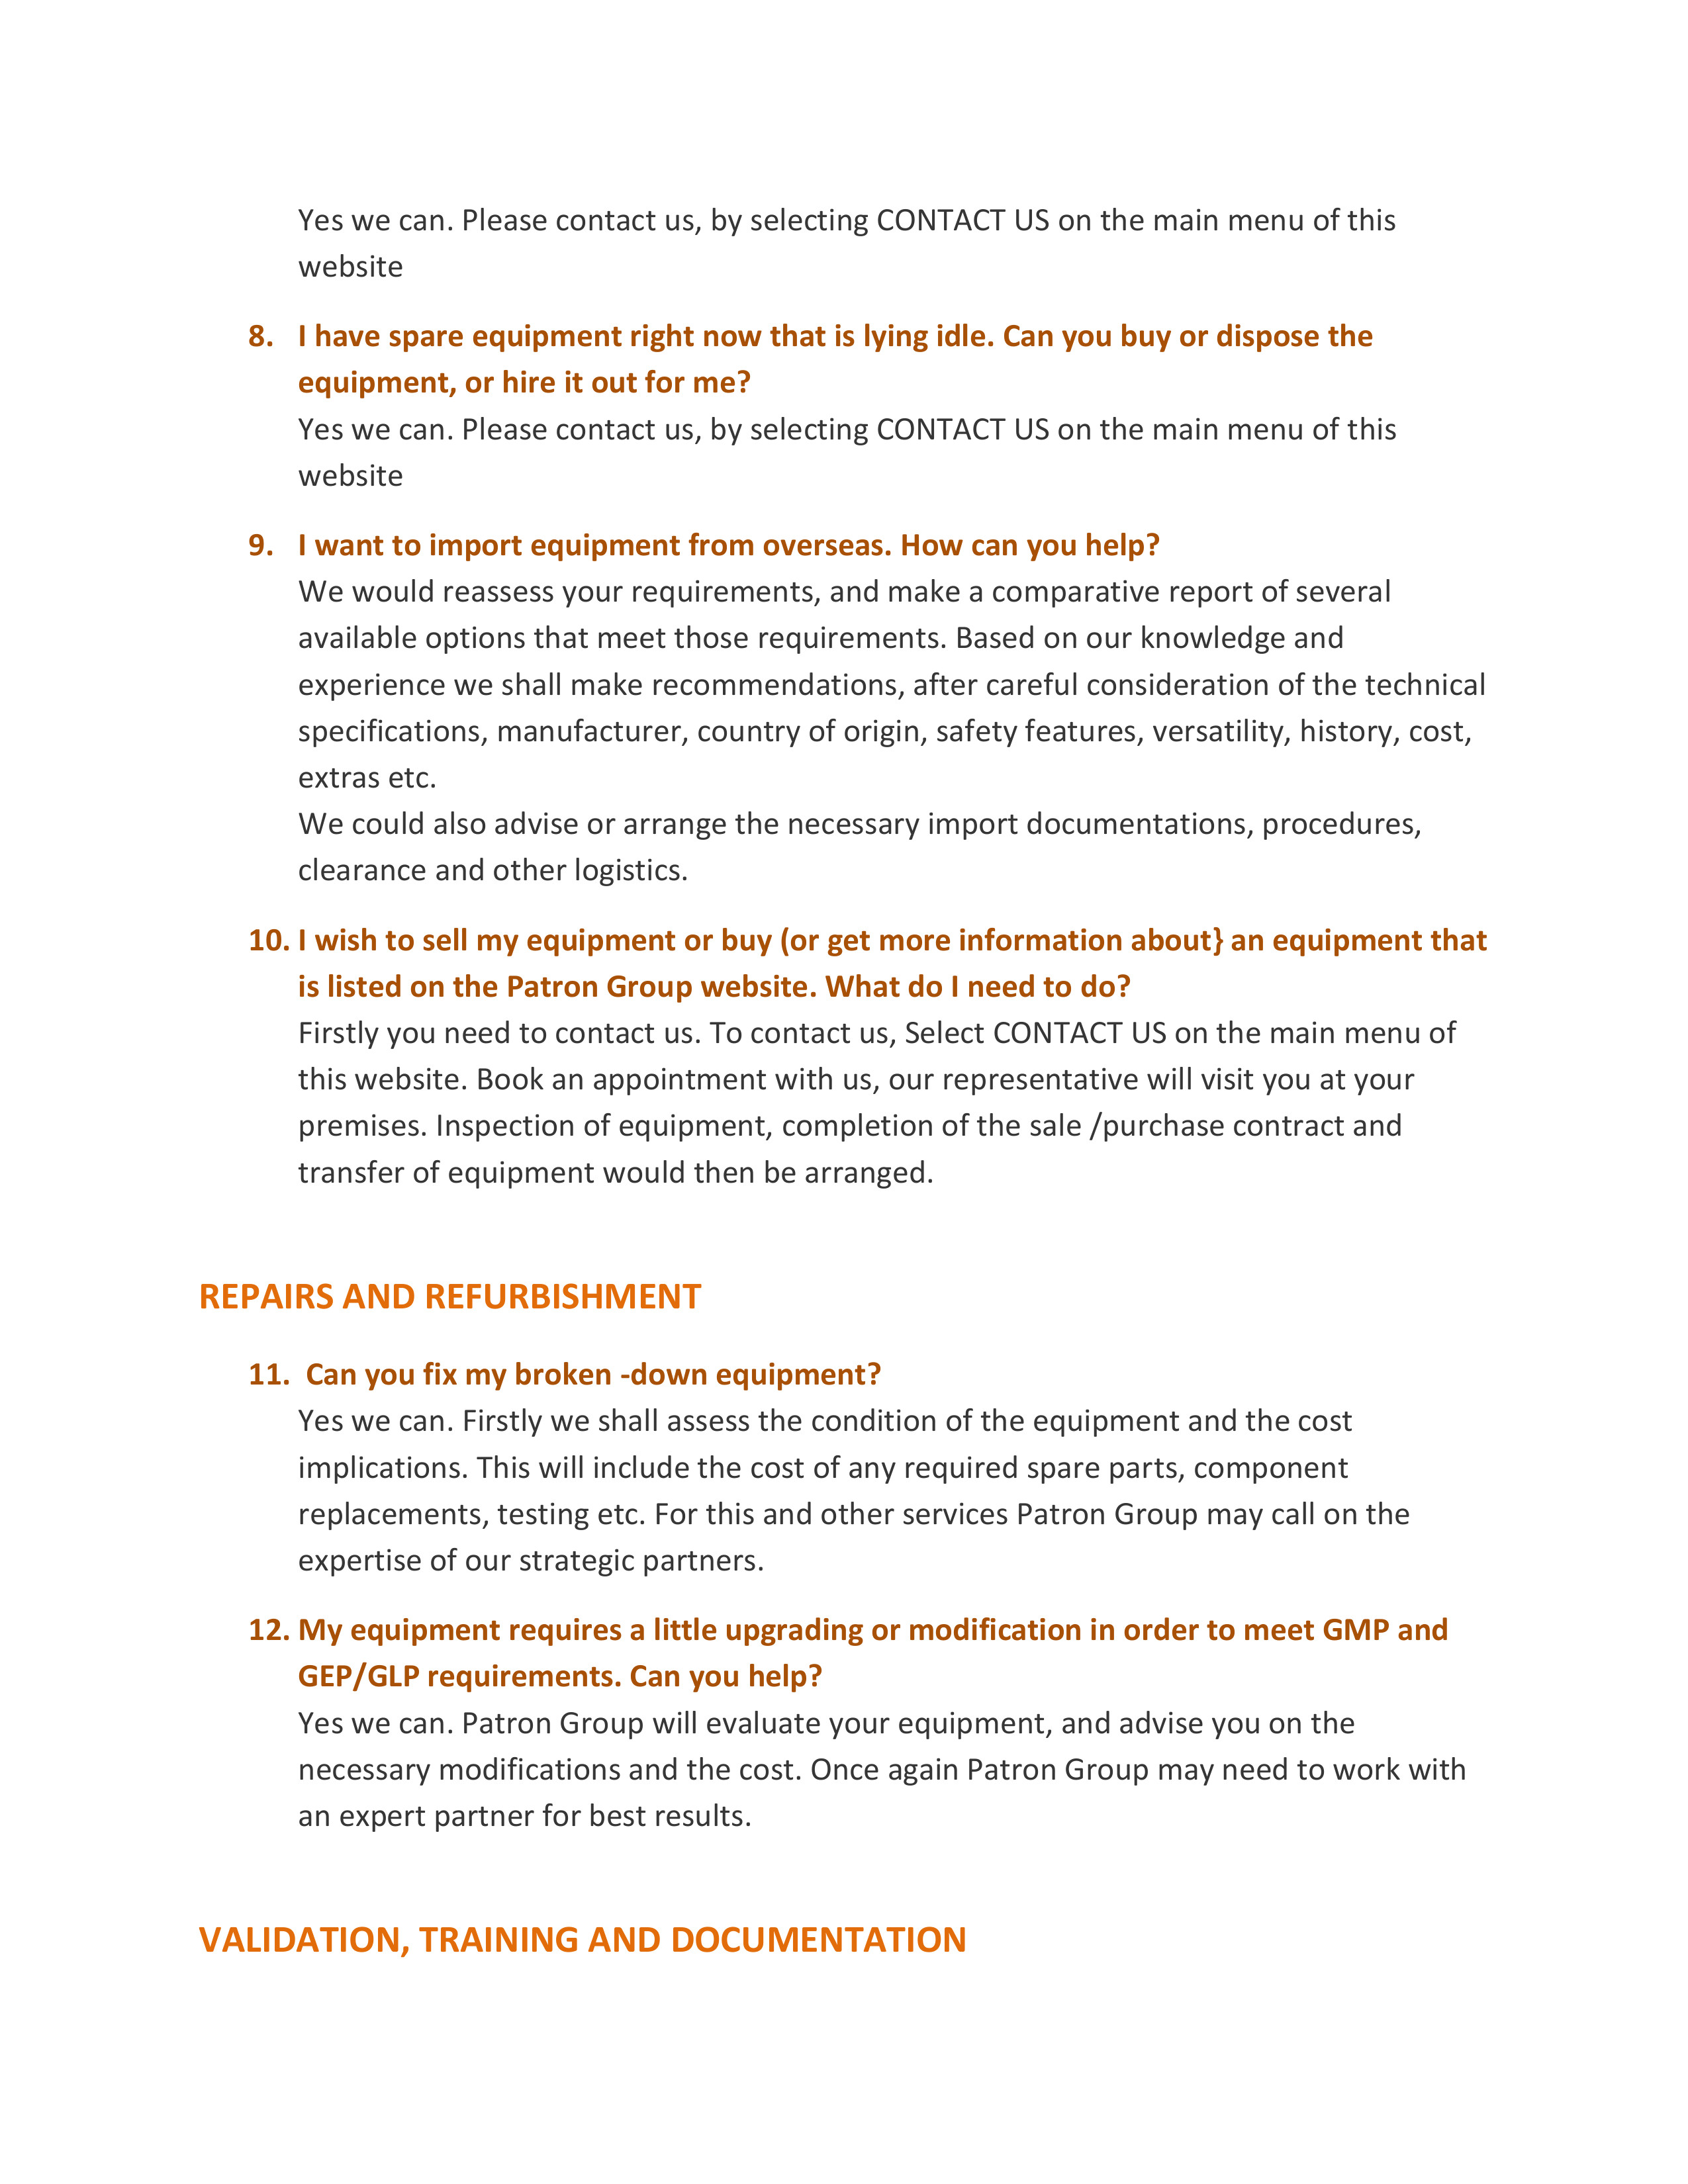 Yes we can. Please contact us, by selecting CONTACT US on the main menu of this
website
8. I have spare equipment right now that is lying idle. Can you buy or dispose the
equipment, or hire it out for me?
Yes we can. Please contact us, by selecting CONTACT US on the main menu of this
website
9. I want to import equipment from overseas. How can you help?
We would reassess your requirements, and make a comparative report of several
available options that meet those requirements. Based on our knowledge and
experience we shall make recommendations, after careful consideration of the technical
specifications, manufacturer, country of origin, safety features, versatility, history, cost,
extras etc.
We could also advise or arrange the necessary import documentations, procedures,
clearance and other logistics.
10. I wish to sell my equipment or buy (or get more information about} an equipment that
is listed on the Patron Group website. What do I need to do?
Firstly you need to contact us. To contact us, Select CONTACT US on the main menu of
this website. Book an appointment with us, our representative will visit you at your
premises. Inspection of equipment, completion of the sale /purchase contract and
transfer of equipment would then be arranged.
REPAIRS AND REFURBISHMENT
11. Can you fix my broken -down equipment?
Yes we can. Firstly we shall assess the condition of the equipment and the cost
implications. This will include the cost of any required spare parts, component
replacements, testing etc. For this and other services Patron Group may call on the
expertise of our strategic partners.
12. My equipment requires a little upgrading or modification in order to meet GMP and
GEP/GLP requirements. Can you help?
Yes we can. Patron Group will evaluate your equipment, and advise you on the
necessary modifications and the cost. Once again Patron Group may need to work with
an expert partner for best results.
VALIDATION, TRAINING AND DOCUMENTATION